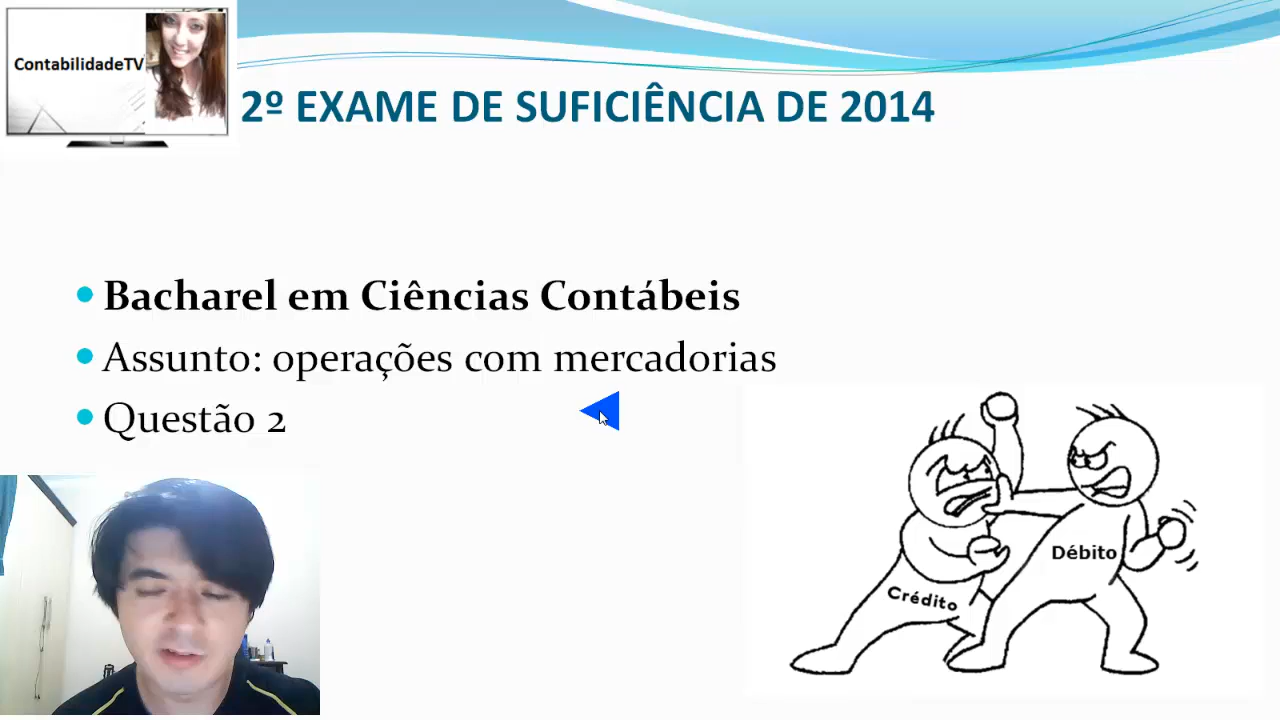 ContabilidadeTV
2º EXAME DE SUFICIÊNCIA DE 2014
Bacharel em Ciências Contábeis
Assunto: operações com mercadorias
Questão 2
Débito
Crédito